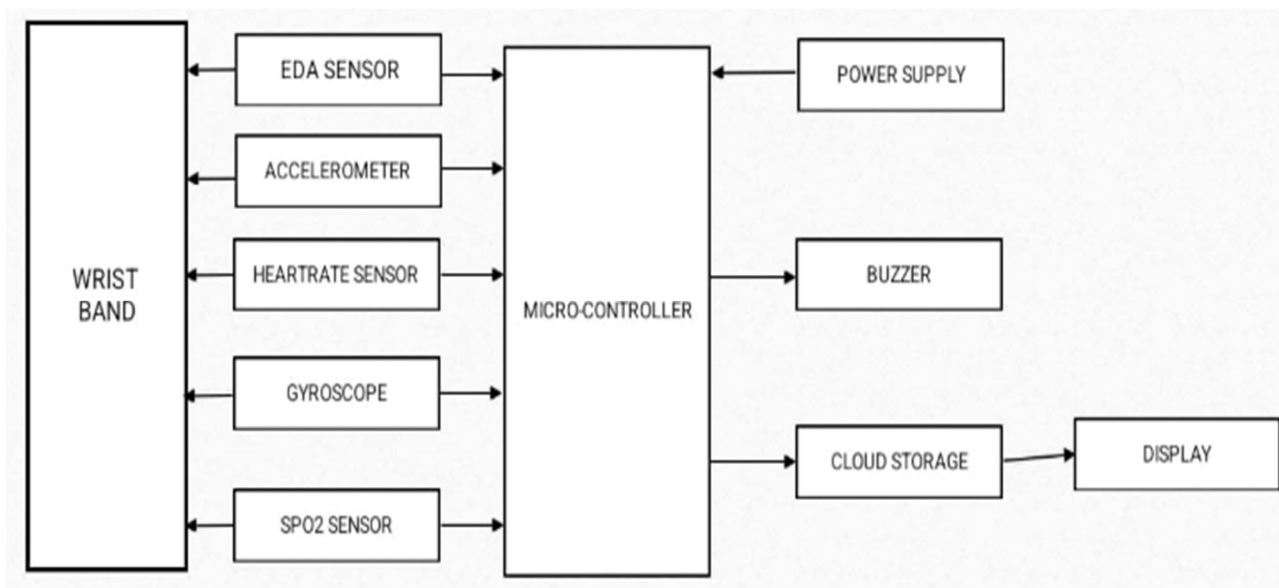 EDA SENSOR
POWER SUPPLY
ACCELEROMETER
WRIST
BAND
HEARTRATE SENSOR
BUZZER
MICRO-CONTROLLER
GYROSCOPE
CLOUD STORAGE
DISPLAY
SPO2 SENSOR